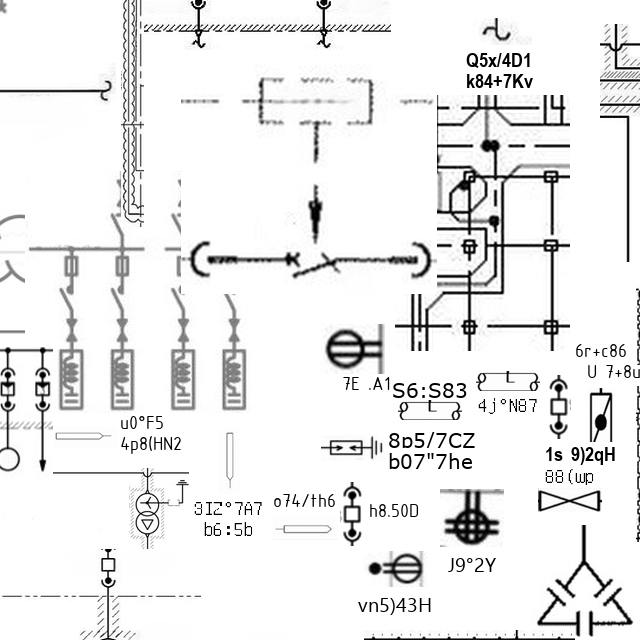 Q5x/4D1
k84+7Kv
6r+c86
U 7+8u
7E .A1
S6:S83
4j°N87
u0°F5
4p8(HN2
8p5/7CZ
b07"7he
1s 9)2qH
88(wp
3IZ°7A7
b6:5b
o74/th6
h8.50D
J9°2Y
vn5)43H